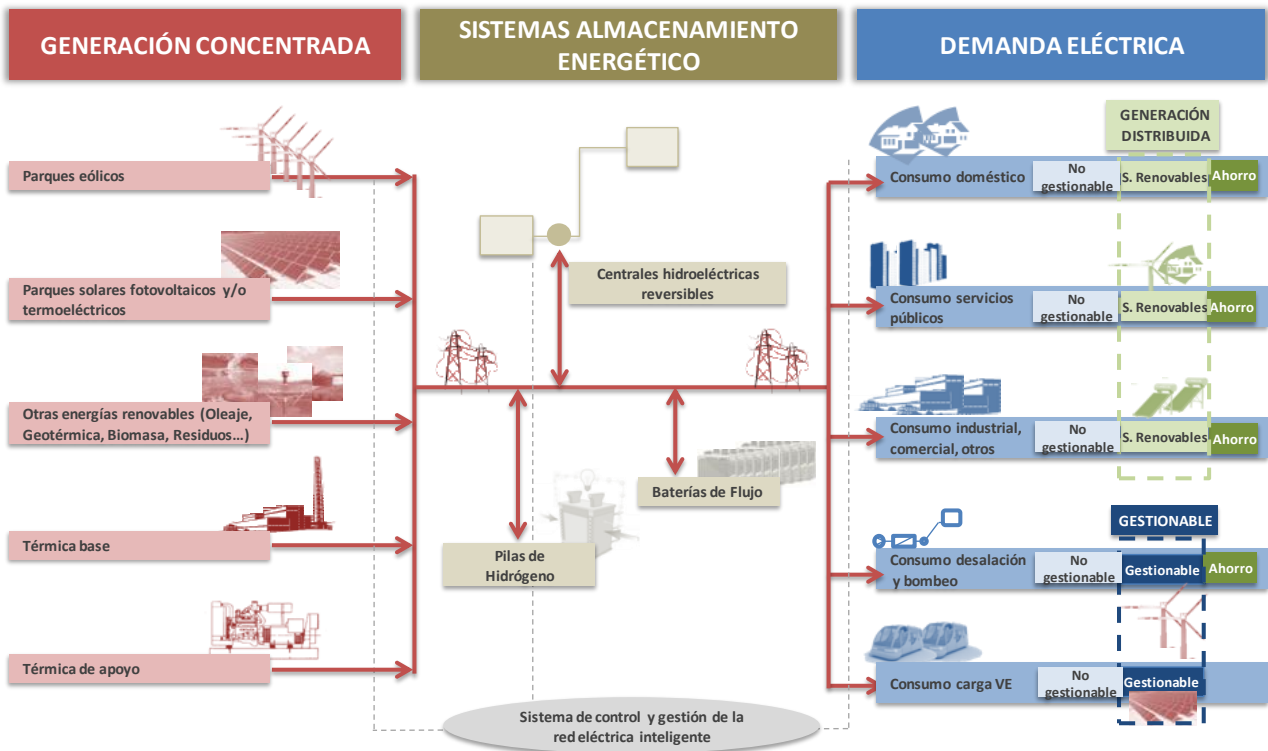 GENERACIÓN CONCENTRADA
SISTEMAS ALMACENAMIENTO
ENERGÉTICO
DEMANDA ELÉCTRICA
Parques eólicos
Parques solares fotovoltaicos y/o
termoeléctricos
Otras energías renovables (Oleaje,
Geotérmica, Biomasa, Residuos...)
Térmica base
Térmica de apoyo
Centrales hidroeléctricas
reversibles
Baterías de Flujo
Pilas de
Hidrógeno
Sistema de control y gestión de la
red eléctrica inteligente
GENERACIÓN
DISTRIBUIDA
Consumo doméstico
No
gestionable
S. Renovables
Ahorro
Consumo servicios
públicos
No
gestionable
S. Renovables
Ahorro
Consumo industrial,
comercial, otros
No
gestionable
S. Renovables
Ahorro
GESTIONABLE
Consumo desalación
y bombeo
No
gestionable
Gestionable
Ahorro
Consumo carga VE
No
gestionable
Gestionable